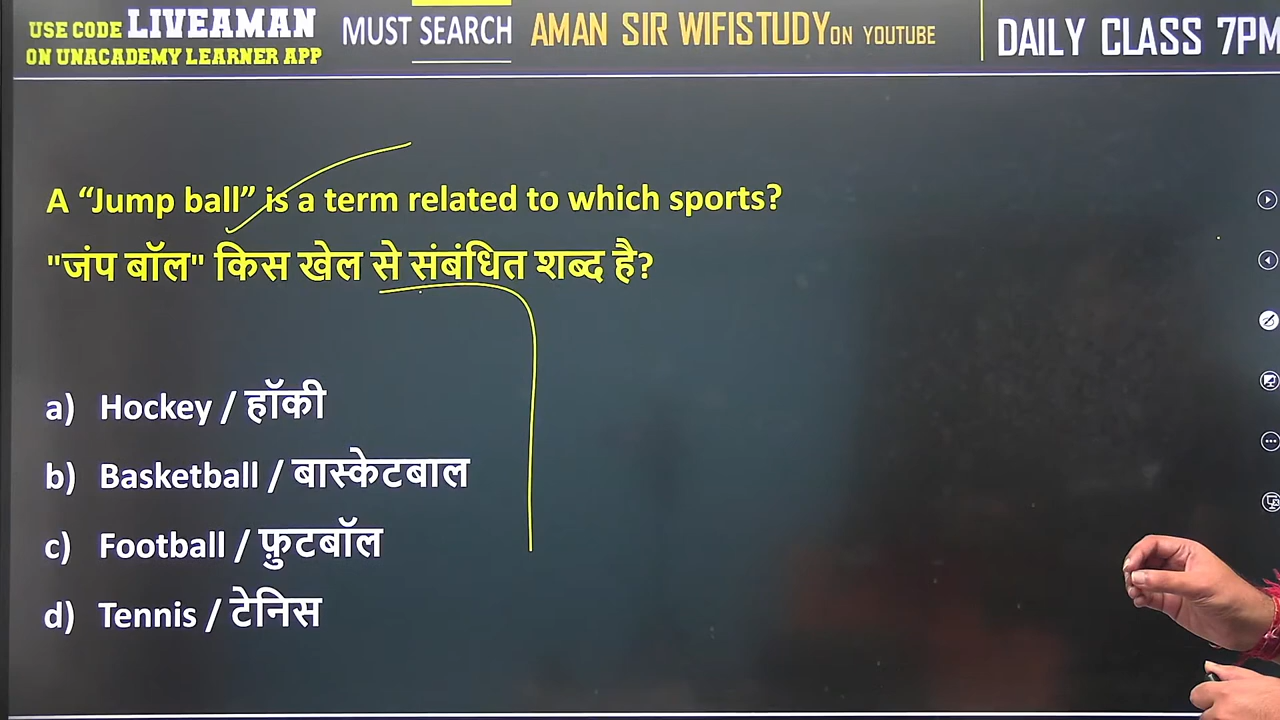 USE CODE LIVEAMAN
ON UNACADEMY LEARNER APP
MUST SEARCH AMAN SIR WIFISTUDY ON YOUTUBE
DAILY CLASS 7PM
A “Jump ball” is a term related to which sports?
"जंप बॉल" किस खेल से संबंधित शब्द है?
a) Hockey / हॉकी
b) Basketball / बास्केटबाल
c) Football / फ़ुटबॉल
d) Tennis / टेनिस